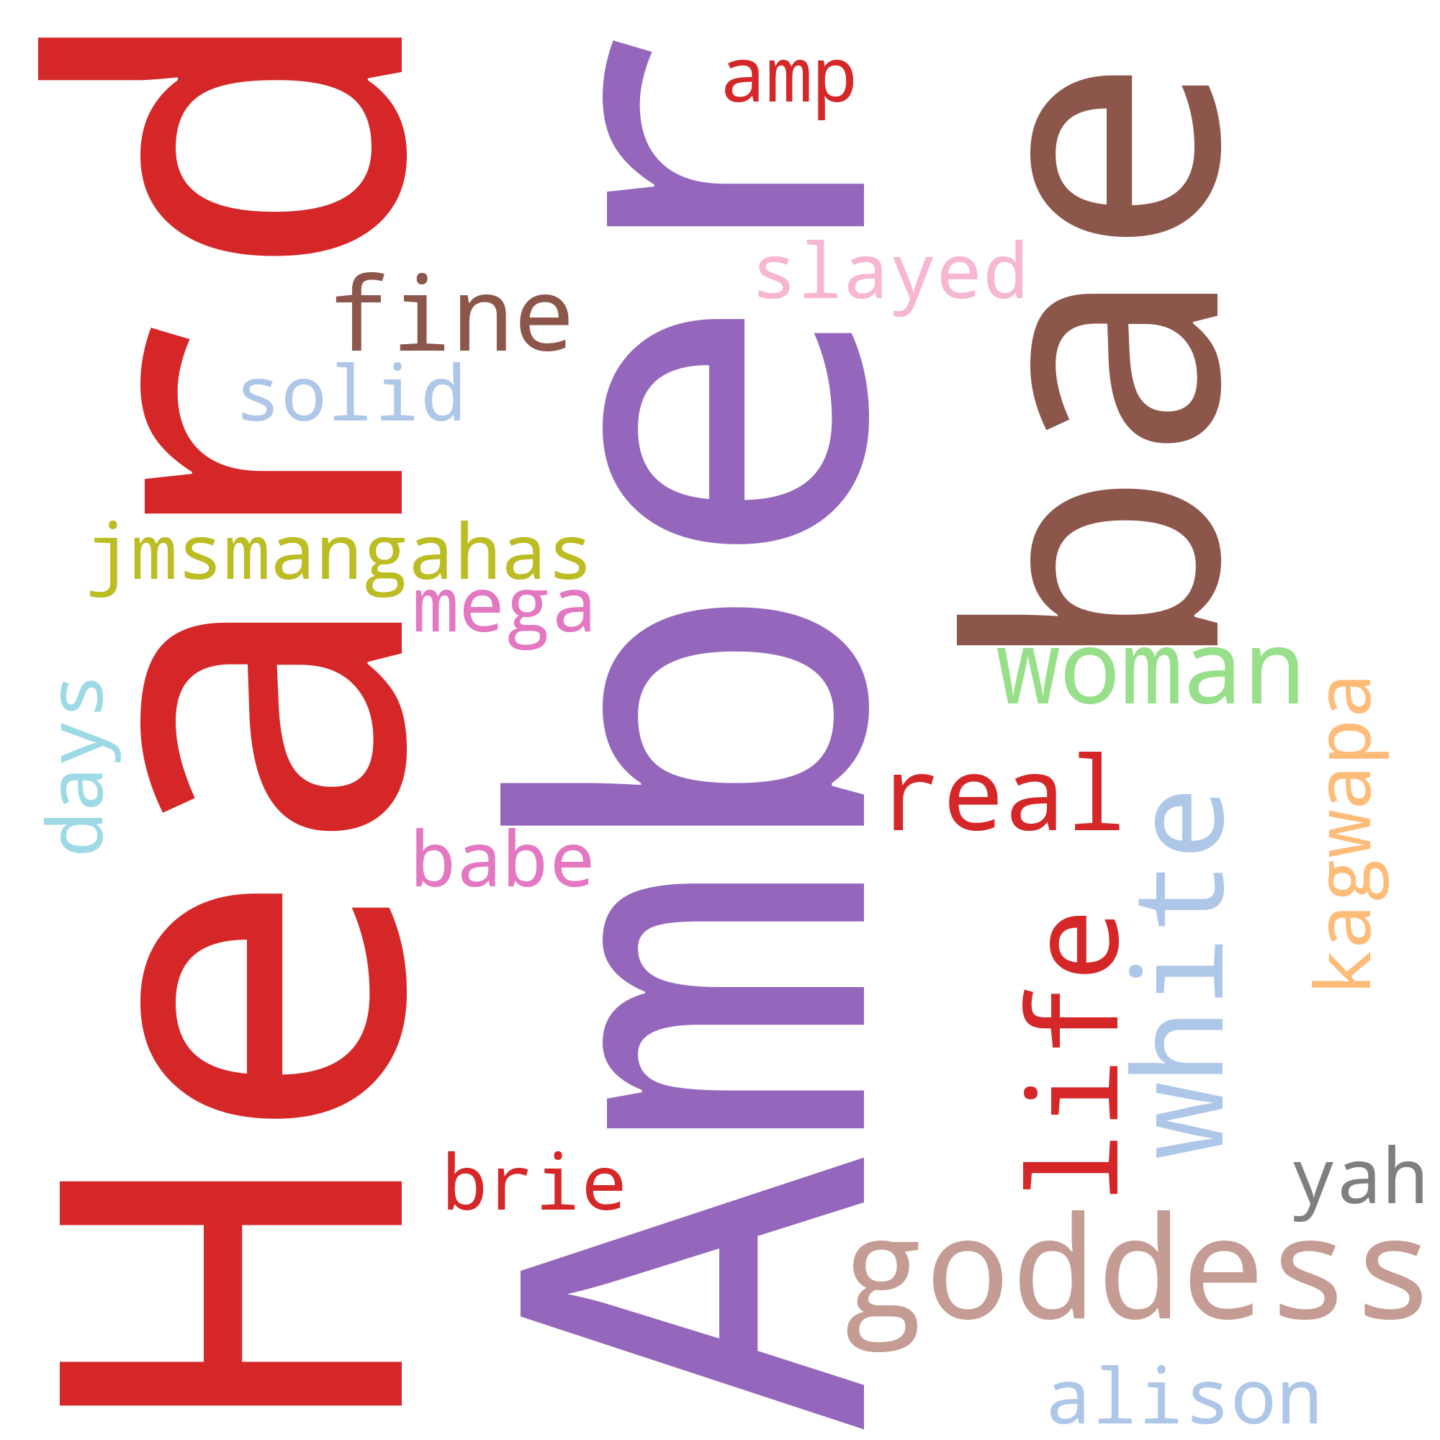 Heard
Amber
bae
amp
slayed
fine
solid
jmsmangahas
mega
woman
days
kagwapa
real
babe
white
life
brie
yah
goddess
alison